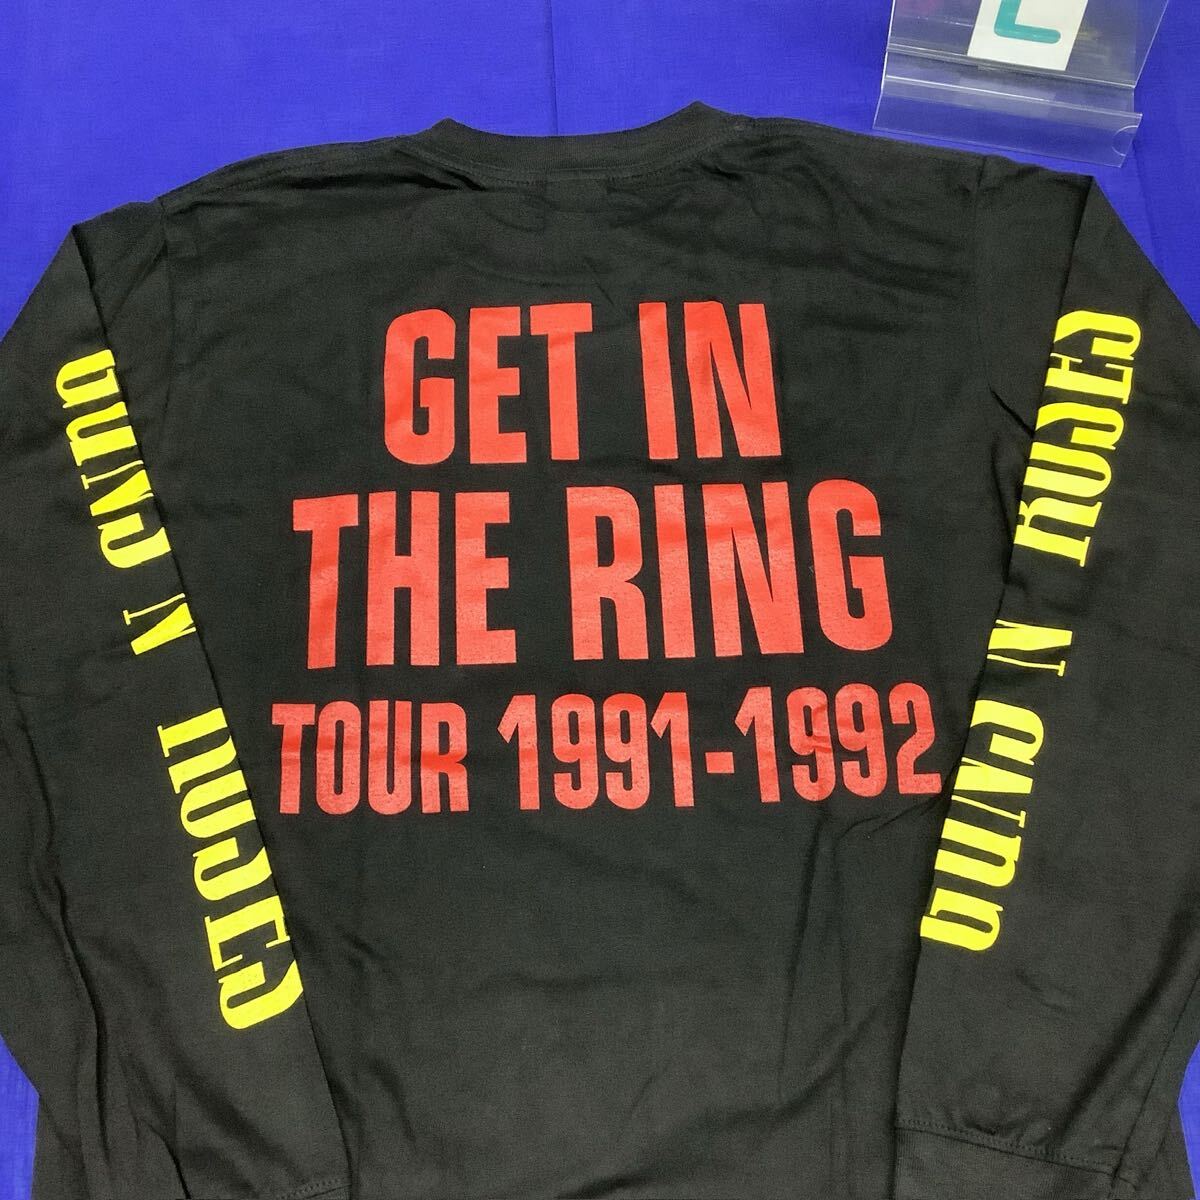 L
GET IN
THE RING
TOUR 1991-1992
GUNS N ROSES
GUNS N ROSES